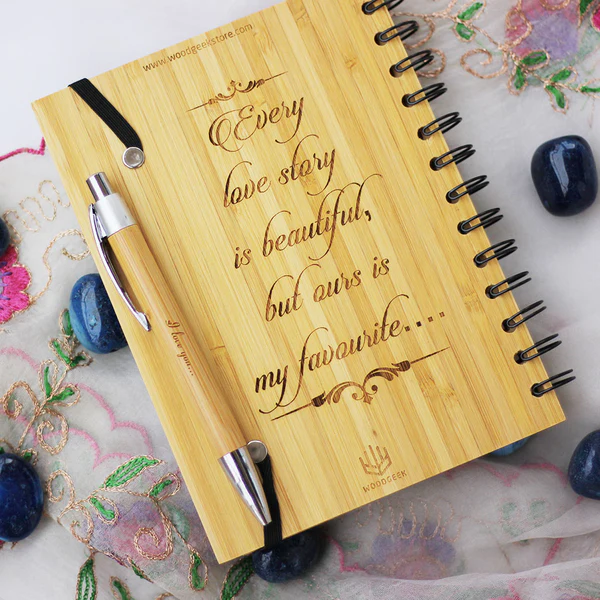 www.woodgeekstore.com
Every
love story
is beautiful,
but ours is
my favourite....
I love you...
WOODGEEK